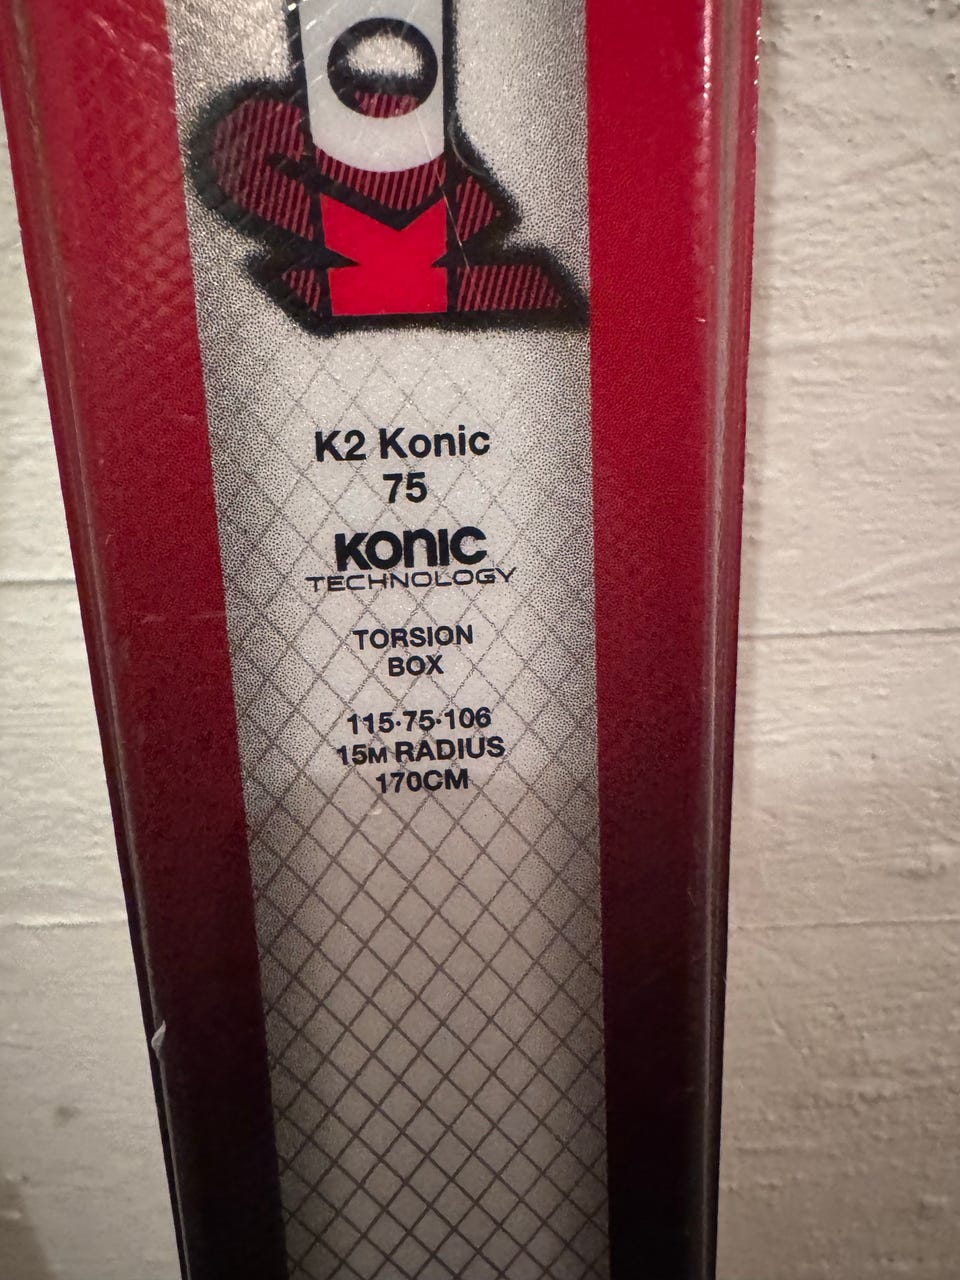 K2 Konic
75
KONIC
TECHNOLOGY
TORSION
BOX
115·75·106
15M RADIUS
170CM